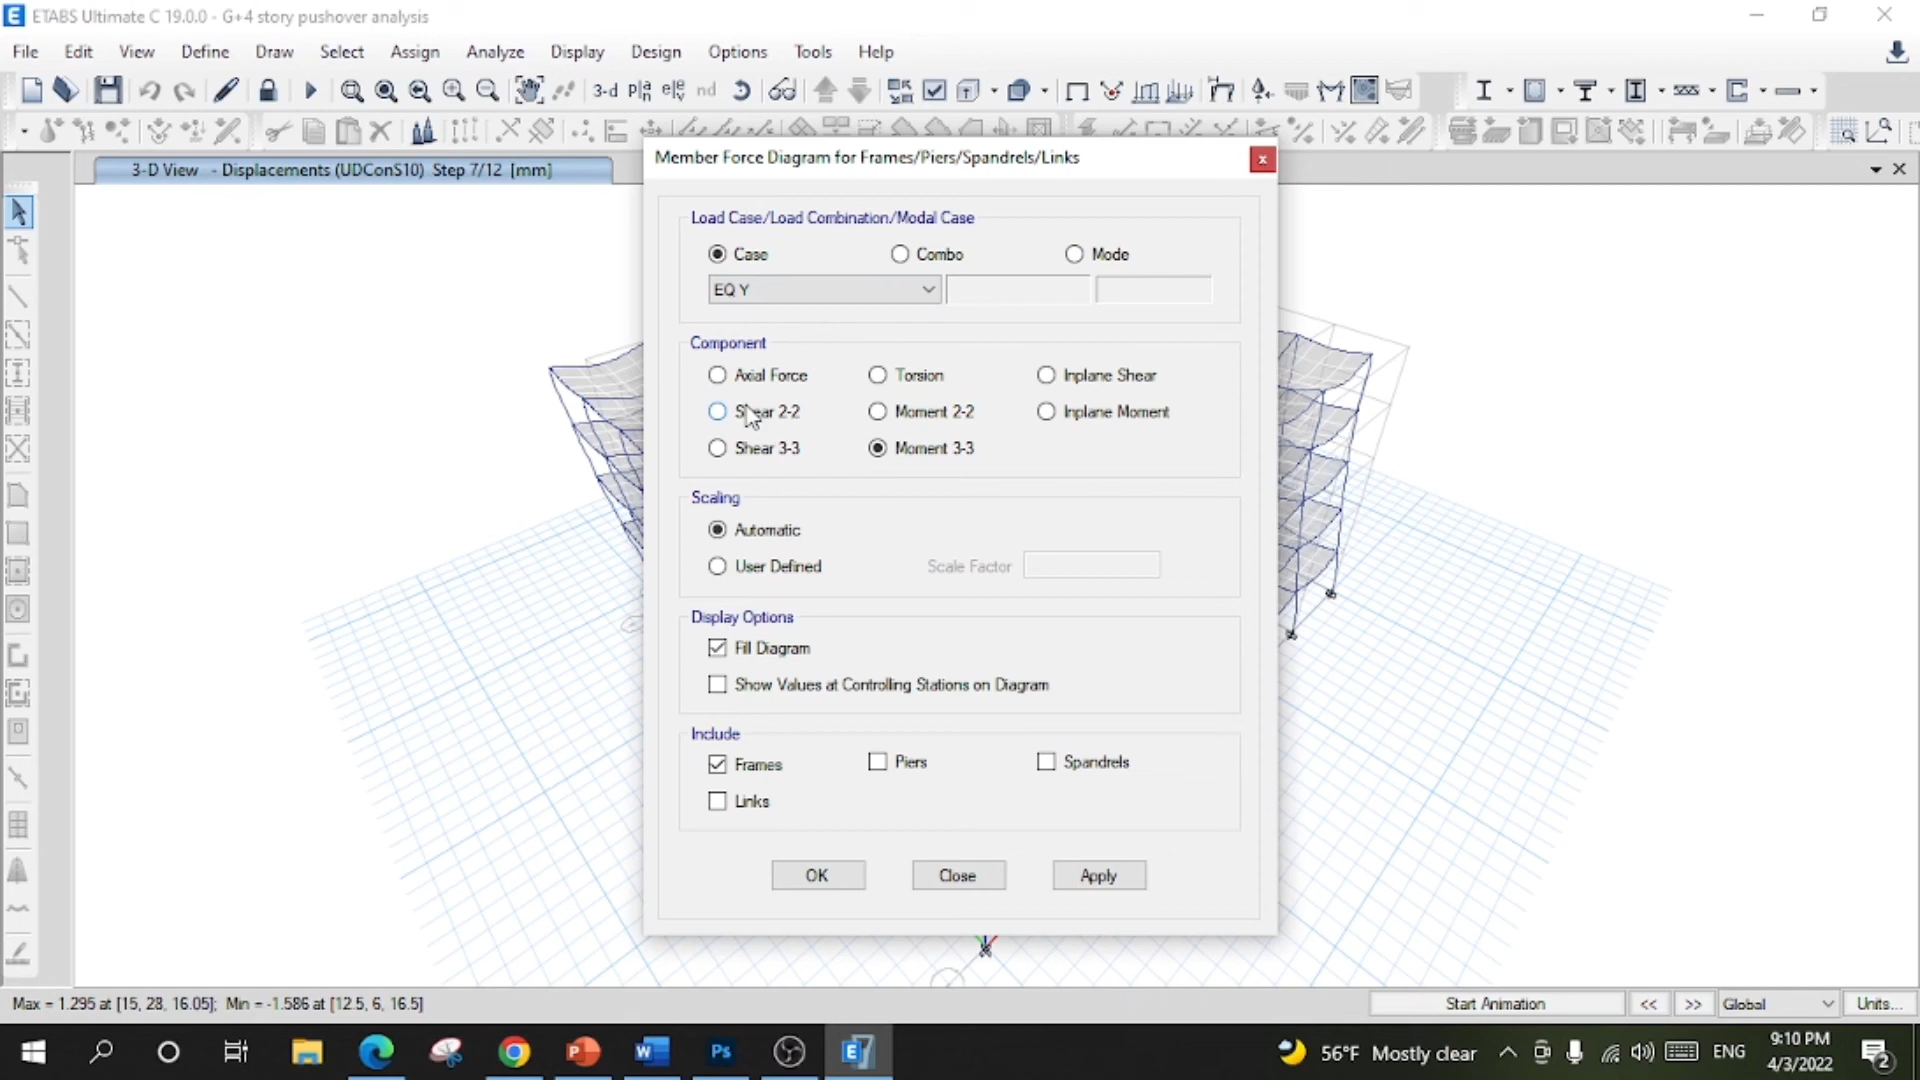 ETABS Ultimate C 19.0.0 - G+4 story pushover analysis
File Edit View Define Draw Select Assign Analyze Display Design Options Tools Help
3-d
nd
3-D View - Displacements (UDConS10) Step 7/12 [mm]
Member Force Diagram for Frames/Piers/Spandrels/Links
Load Case/Load Combination/Modal Case
Case Combo Mode
EQ Y
Component
Axial Force Torsion Inplane Shear
Shear 2-2 Moment 2-2 Inplane Moment
Shear 3-3 Moment 3-3
Scaling
Automatic
User Defined Scale Factor
Display Options
Fill Diagram
Show Values at Controlling Stations on Diagram
Include
Frames Piers Spandrels
Links
OK Close Apply
Max = 1.295 at [15, 28, 16.05]; Min = -1.586 at [12.5, 6, 16.5] Start Animation << >> Global Units...
56°F Mostly clear ENG 9:10 PM
4/3/2022
2